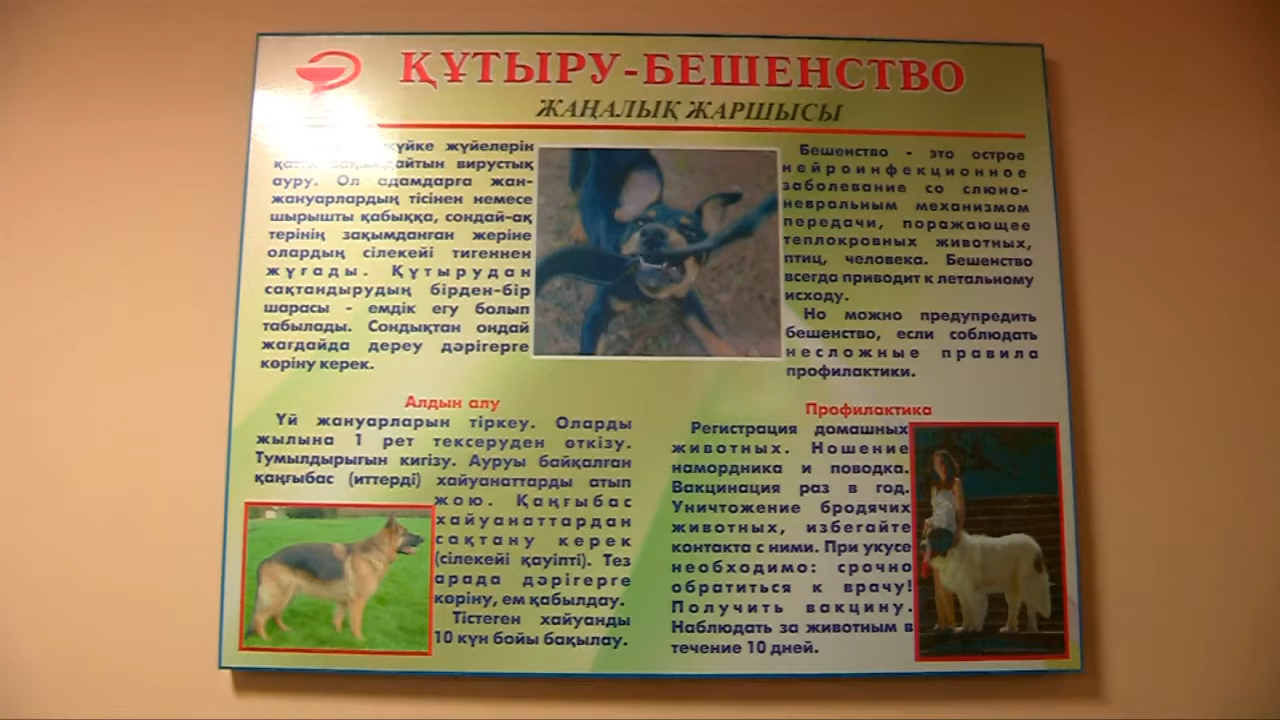 ҚҰТЫРУ-БЕШЕНСТВО
ЖАҢАЛЫҚ ЖАРШЫСЫ
жүйке жүйелерін
вирустық
ауру. Ол адамдарға жан-
жануарлардың тісінен немесе
шырышты қабыққа, сондай-ақ
терінің зақымданған жеріне
олардың сілекейі тигеннен
жұғады. Құтырудан
сақтандырудың бірден-бір
шарасы - емдік егу болып
табылады. Сондықтан ондай
жағдайда дереу дәрігерге
көріну керек.
Бешенство - это острое
нейроинфекционное
заболевание со слюно-
невральным механизмом
передачи, поражающее
теплокровных животных,
птиц, человека. Бешенство
всегда приводит к летальному
исходу.
Но можно предупредить
бешенство, если соблюдать
несложные правила
профилактики.
Алдын алу
Үй жануарларын тіркеу. Оларды
жылына 1 рет тексеруден өткізу.
Тумылдырығын кигізу. Ауруы байқалған
қаңғыбас (иттерді) хайуанаттарды атып
жою. Қаңғыбас
хайуанаттардан
сақтану керек
(сілекейі қауіпті). Тез
арада дәрігерге
көріну, ем қабылдау.
Тістеген хайуанды
10 күн бойы бақылау.
Профилактика
Регистрация домашных
животных. Ношение
намордника и поводка.
Вакцинация раз в год.
Уничтожение бродячих
животных, избегайте
контакта с ними. При укусе
необходимо: срочно
обратиться к врачу!
Получить вакцину.
Наблюдать за животным в
течение 10 дней.